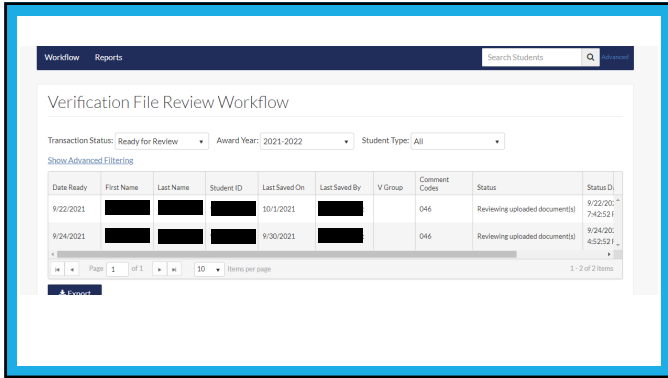 Workflow Reports Search Students Advanced
Verification File Review Workflow
Transaction Status: Ready for Review Award Year: 2021-2022 Student Type: All
Show Advanced Filtering
Date Ready First Name Last Name Student ID Last Saved On Last Saved By V Group Comment Codes Status Status Da
9/22/2021 10/1/2021 046 Reviewing uploaded document(s) 9/22/202
7:42:52 P
9/24/2021 9/30/2021 046 Reviewing uploaded document(s) 9/24/202
4:52:52 P
Page 1 of 1 10 items per page 1 - 2 of 2 items
Export